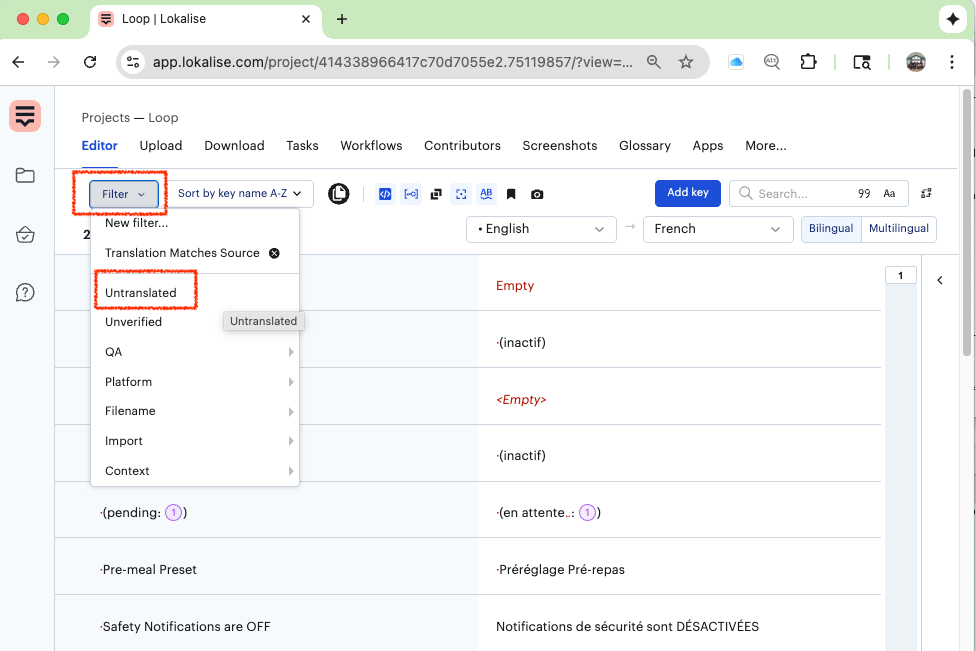 Loop | Lokalise
app.lokalise.com/project/414338966417c70d7055e2.75119857/?view=...
Projects — Loop
Editor Upload Download Tasks Workflows Contributors Screenshots Glossary Apps More...
Filter Sort by key name A-Z Add key Search... 99 Aa
New filter...
2 • English → French Bilingual Multilingual
Translation Matches Source
1
Untranslated Empty
Unverified Untranslated
·(inactif)
QA
Platform
<Empty>
Filename
Import
·(inactif)
Context
·(pending: 1) ·(en attente..: 1)
·Pre-meal Preset ·Préréglage Pré-repas
·Safety Notifications are OFF Notifications de sécurité sont DÉSACTIVÉES